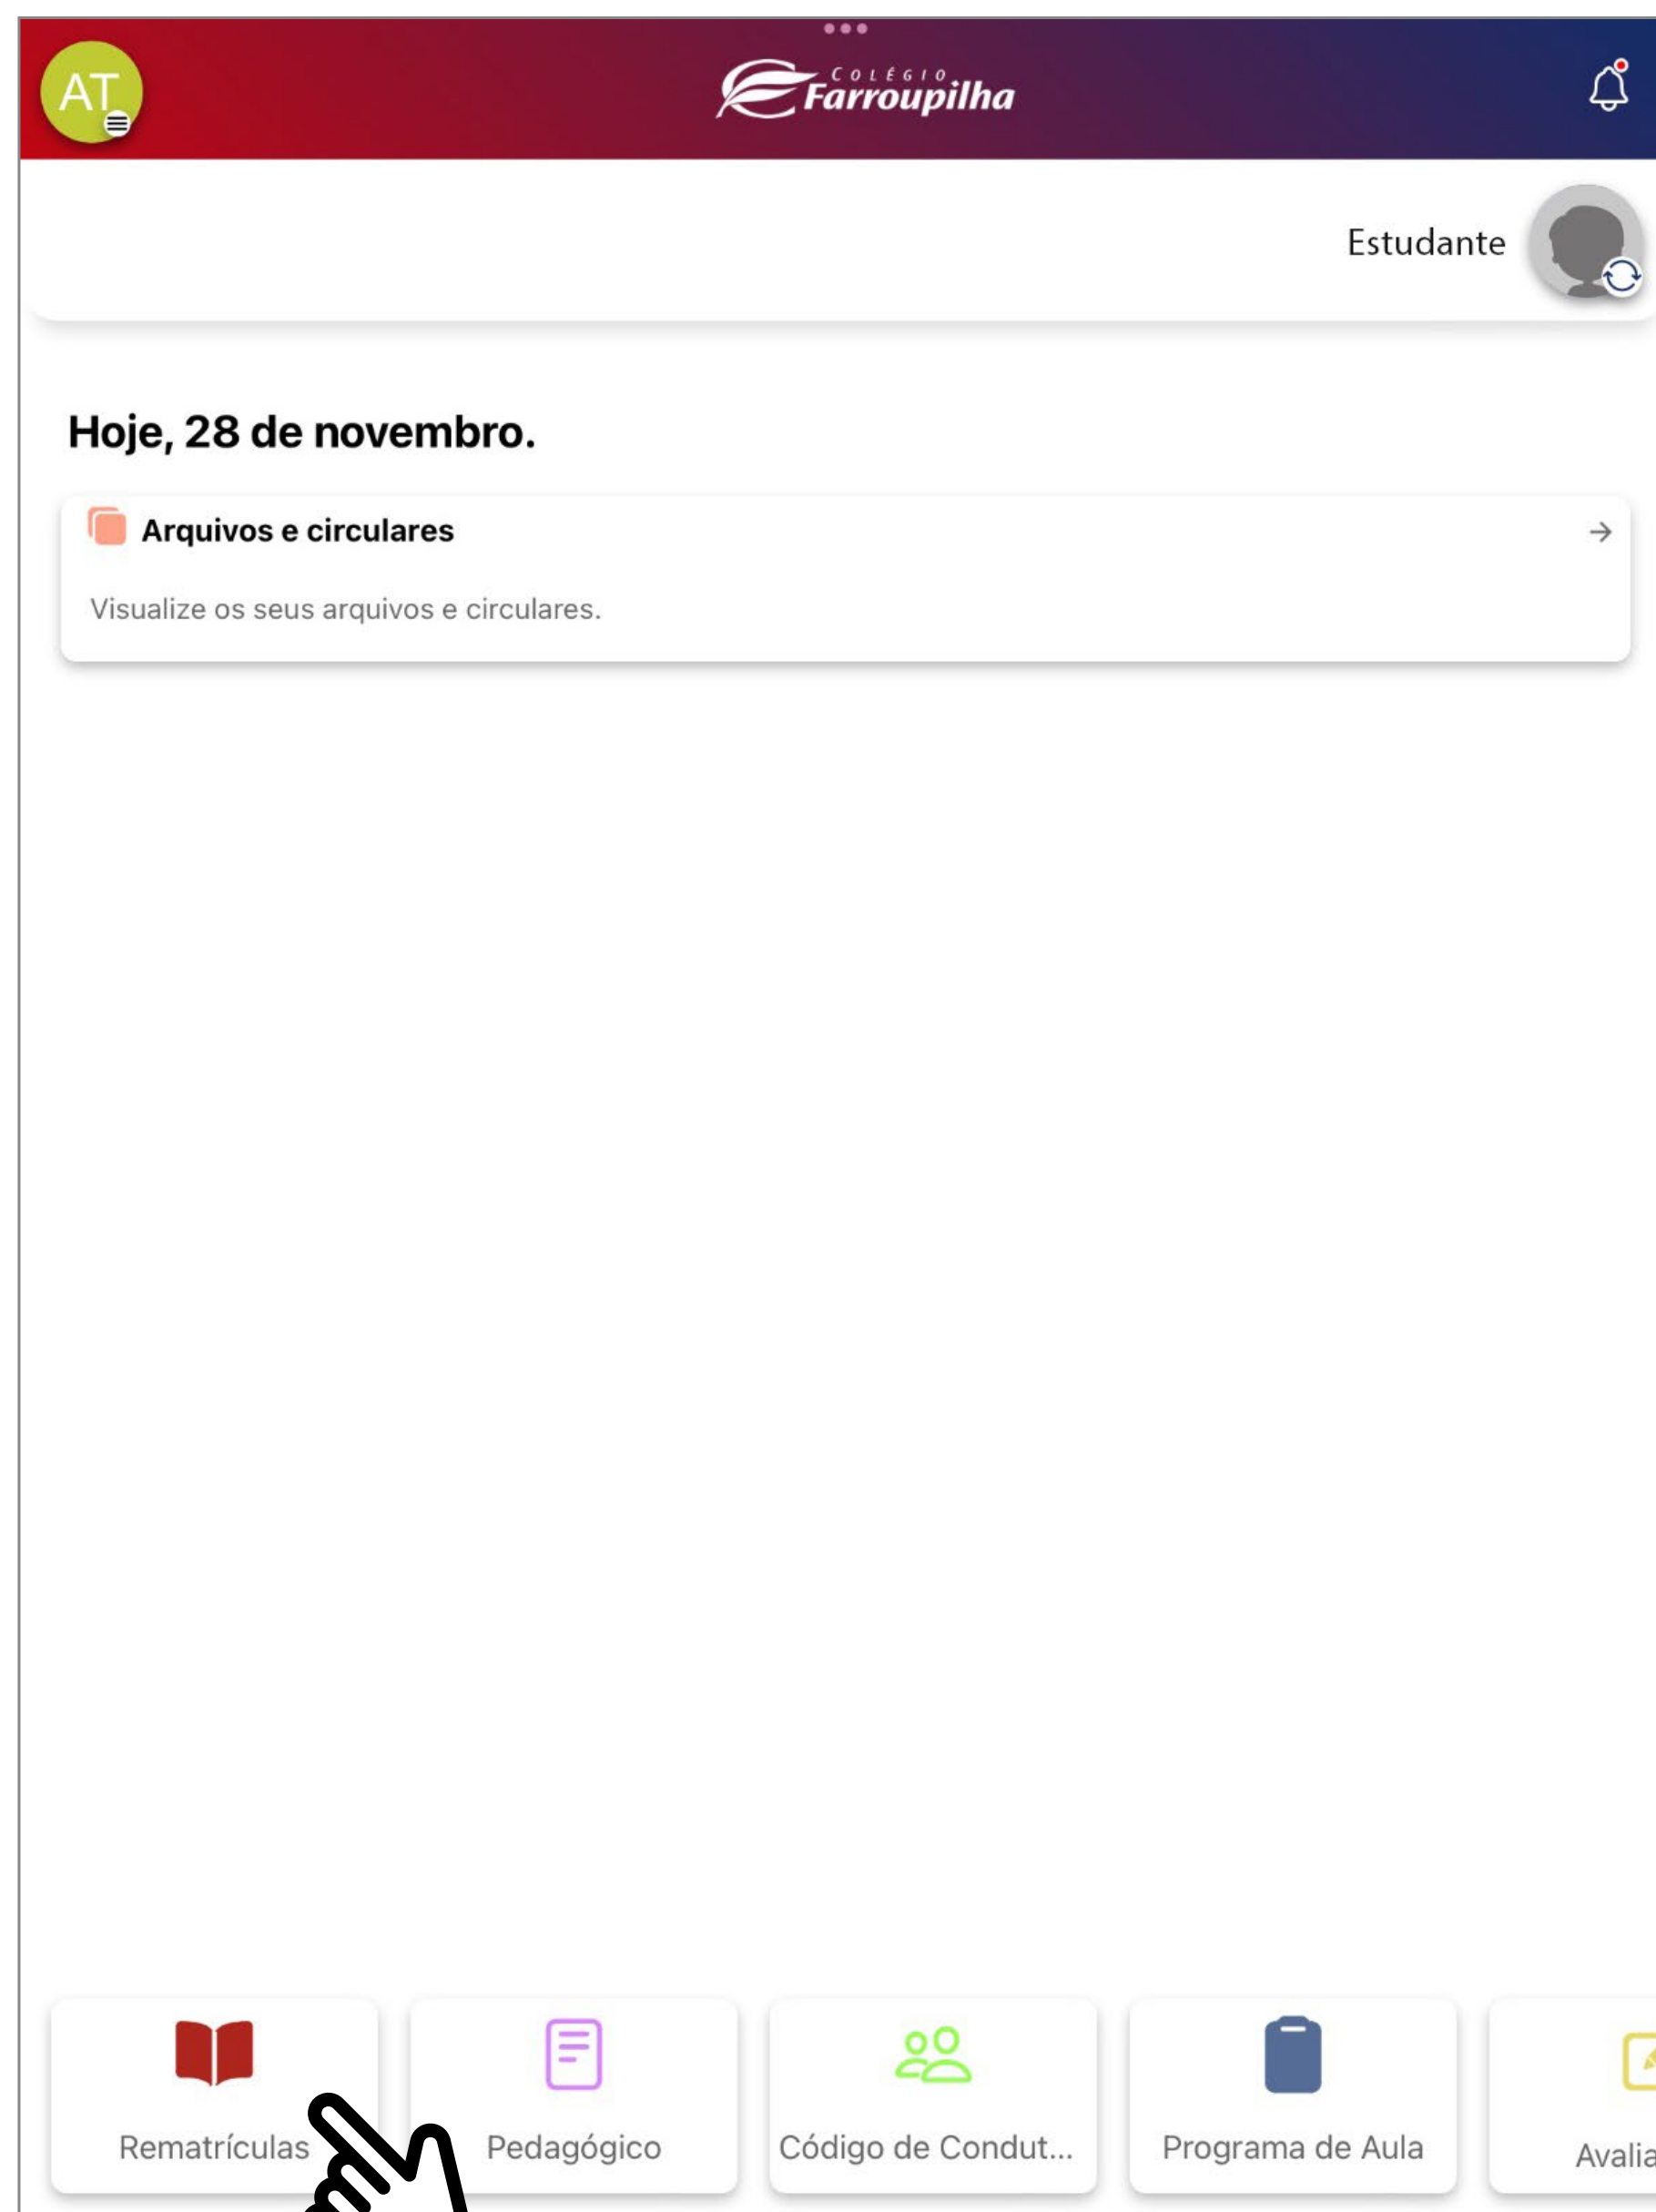 AT
COLÉGIO
Farroupilha
Estudante
Hoje, 28 de novembro.
Arquivos e circulares
Visualize os seus arquivos e circulares.
Rematrículas
Pedagógico
Código de Condut...
Programa de Aula
Avalia